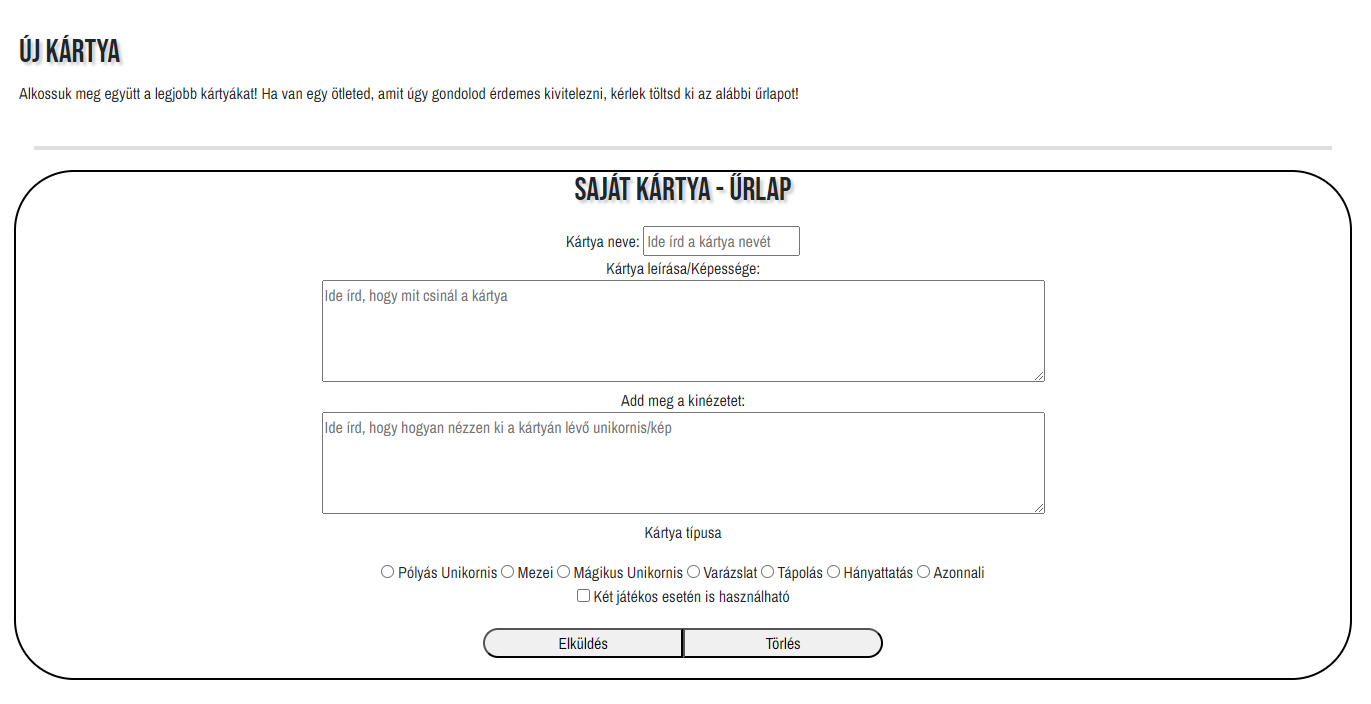 ÚJ KÁRTYA
Alkossuk meg együtt a legjobb kártyákat! Ha van egy ötleted, amit úgy gondolod érdemes kivitelezni, kérlek töltsd ki az alábbi űrlapot!
SAJÁT KÁRTYA - ŰRLAP
Kártya neve: Ide írd a kártya nevét
Kártya leírása/Képessége:
Ide írd, hogy mit csinál a kártya
Add meg a kinézetet:
Ide írd, hogy hogyan nézzen ki a kártyán lévő unikornis/kép
Kártya típusa
Pólyás Unikornis Mezei Mágikus Unikornis Varázslat Tápolás Hányattatás Azonnali
Két játékos esetén is használható
Elküldés Törlés